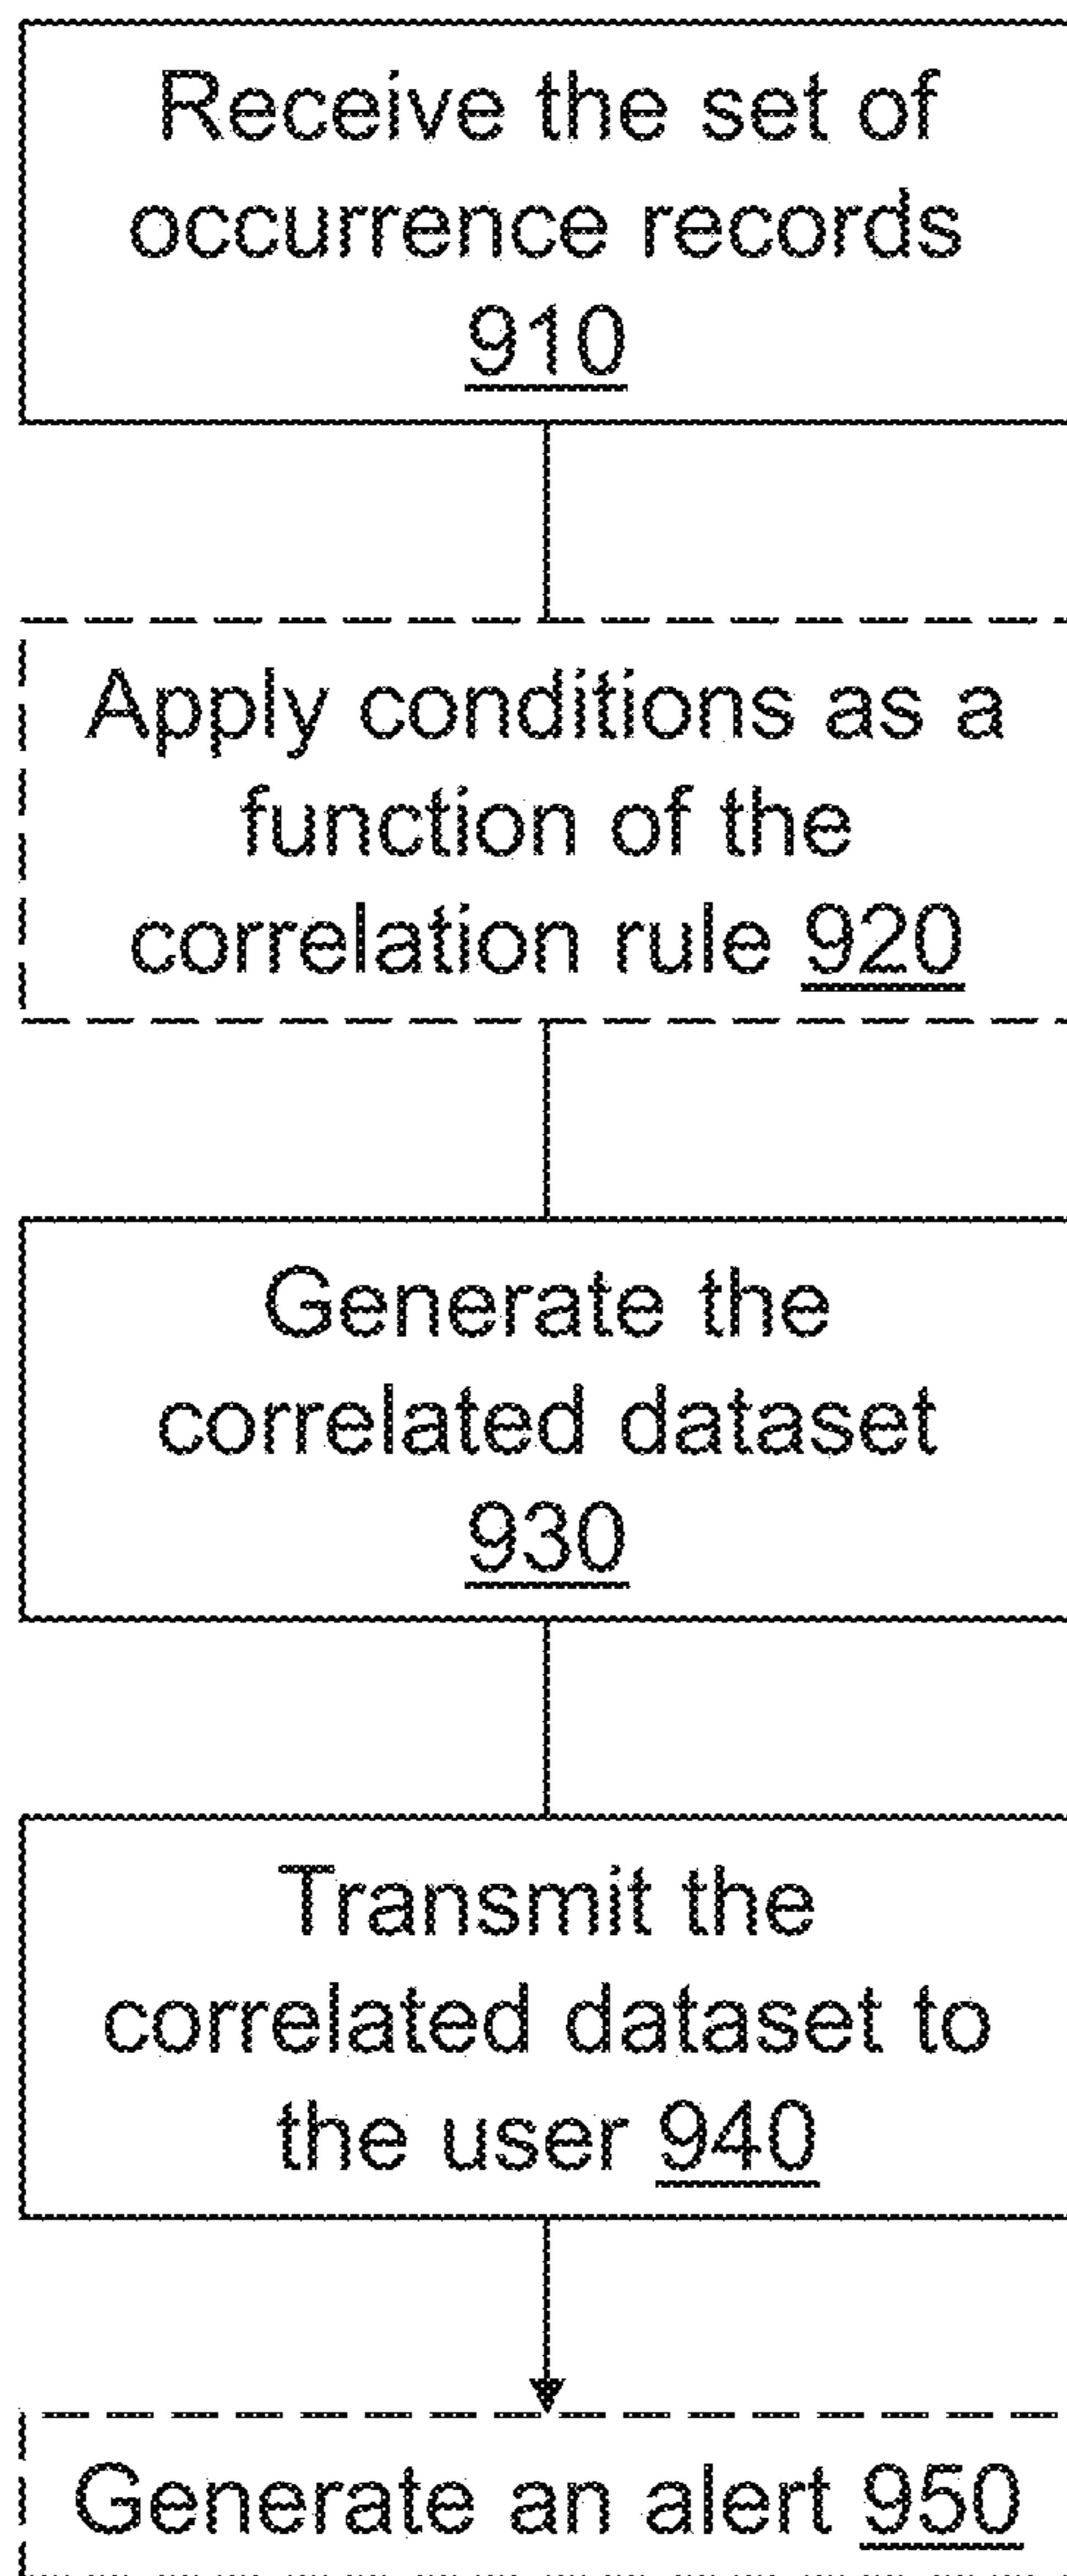 Receive the set of
occurrence records
910
Apply conditions as a
function of the
correlation rule 920
Generate the
correlated dataset
930
Transmit the
correlated dataset to
the user 940
Generate an alert 950